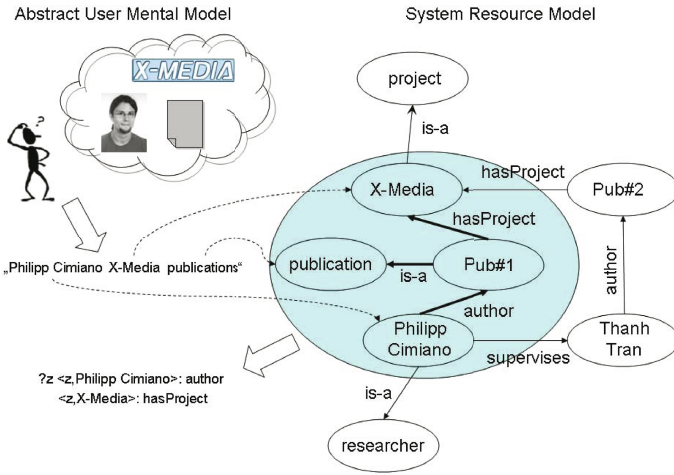 Abstract User Mental Model
System Resource Model
?
X-MEDIA
project
is-a
hasProject
X-Media
Pub#2
hasProject
„Philipp Cimiano X-Media publications“
publication
is-a
Pub#1
author
author
Philipp
Cimiano
supervises
Thanh
Tran
?z <z,Philipp Cimiano>: author
<z,X-Media>: hasProject
is-a
researcher